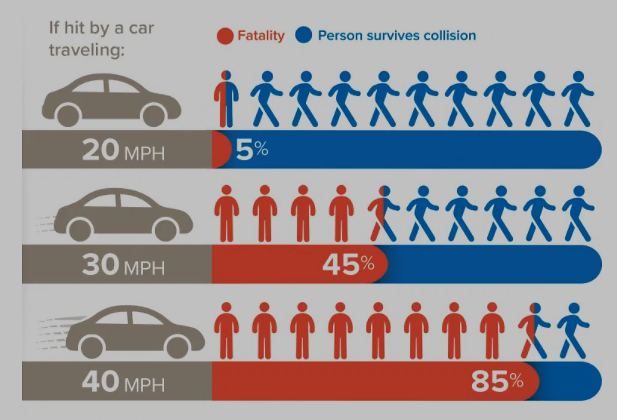 If hit by a car
traveling:
Fatality
Person survives collision
20 MPH
5%
30 MPH
45%
40 MPH
85%